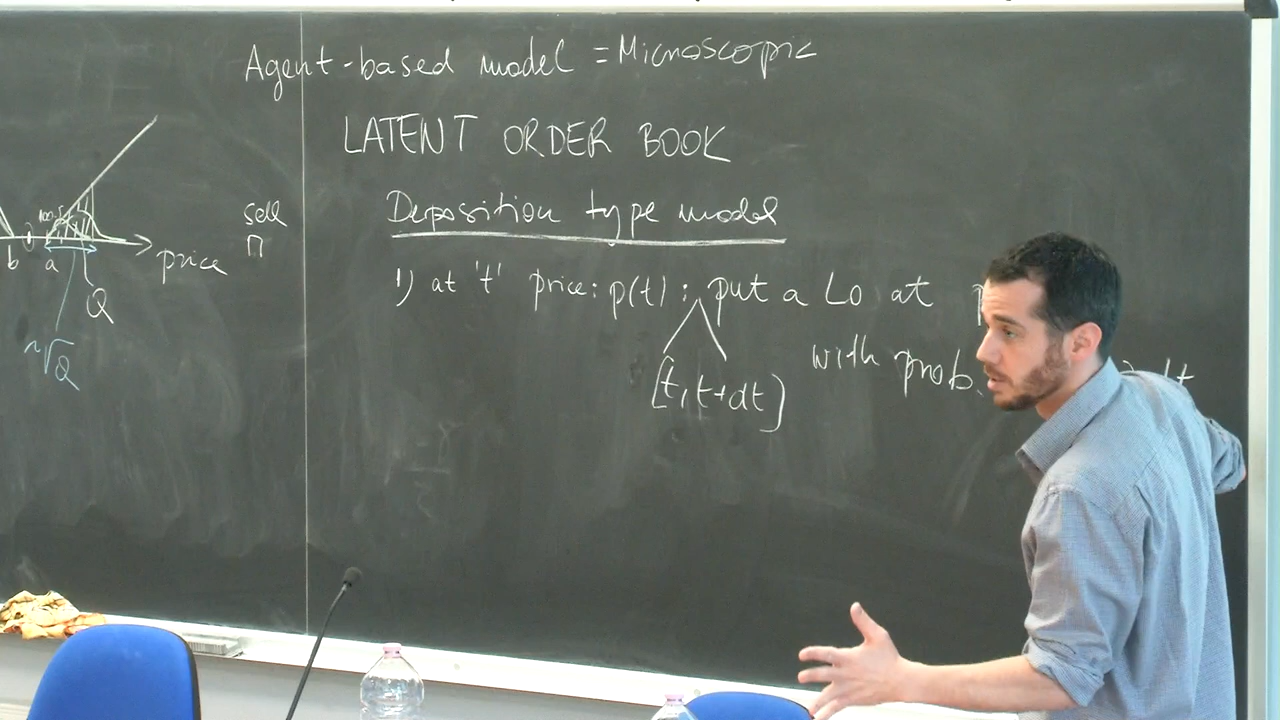 Agent-based model = Microscopic
LATENT ORDER BOOK
Deposition type model
1) at 't' price: p(t): put a LO at
[t, t+dt]
with prob.
dt
sell
b
a
price
Q
~√Q